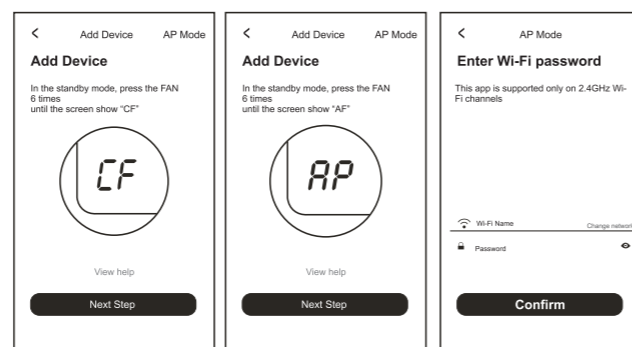 Add Device
AP Mode
Add Device
In the standby mode, press the FAN
6 times
until the screen show “CF”
CF
View help
Next Step
Add Device
AP Mode
Add Device
In the standby mode, press the FAN
6 times
until the screen show “AF”
AP
View help
Next Step
AP Mode
Enter Wi-Fi password
This app is supported only on 2.4GHz Wi-
Fi channels
Wi-Fi Name
Change network
Password
Confirm